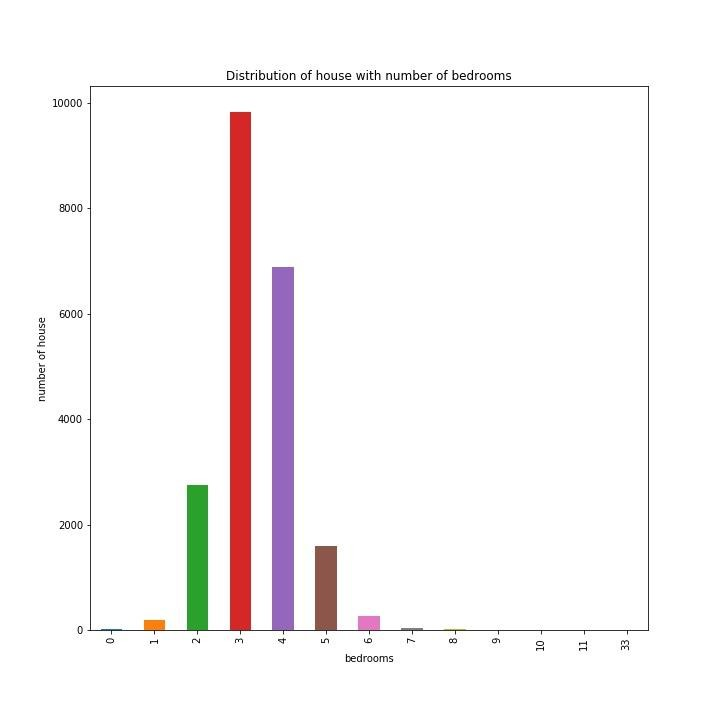 Distribution of house with number of bedrooms
10000
8000
6000
4000
2000
0
number of house
0 1 2 3 4 5 6 7 8 9 10 11 33
bedrooms